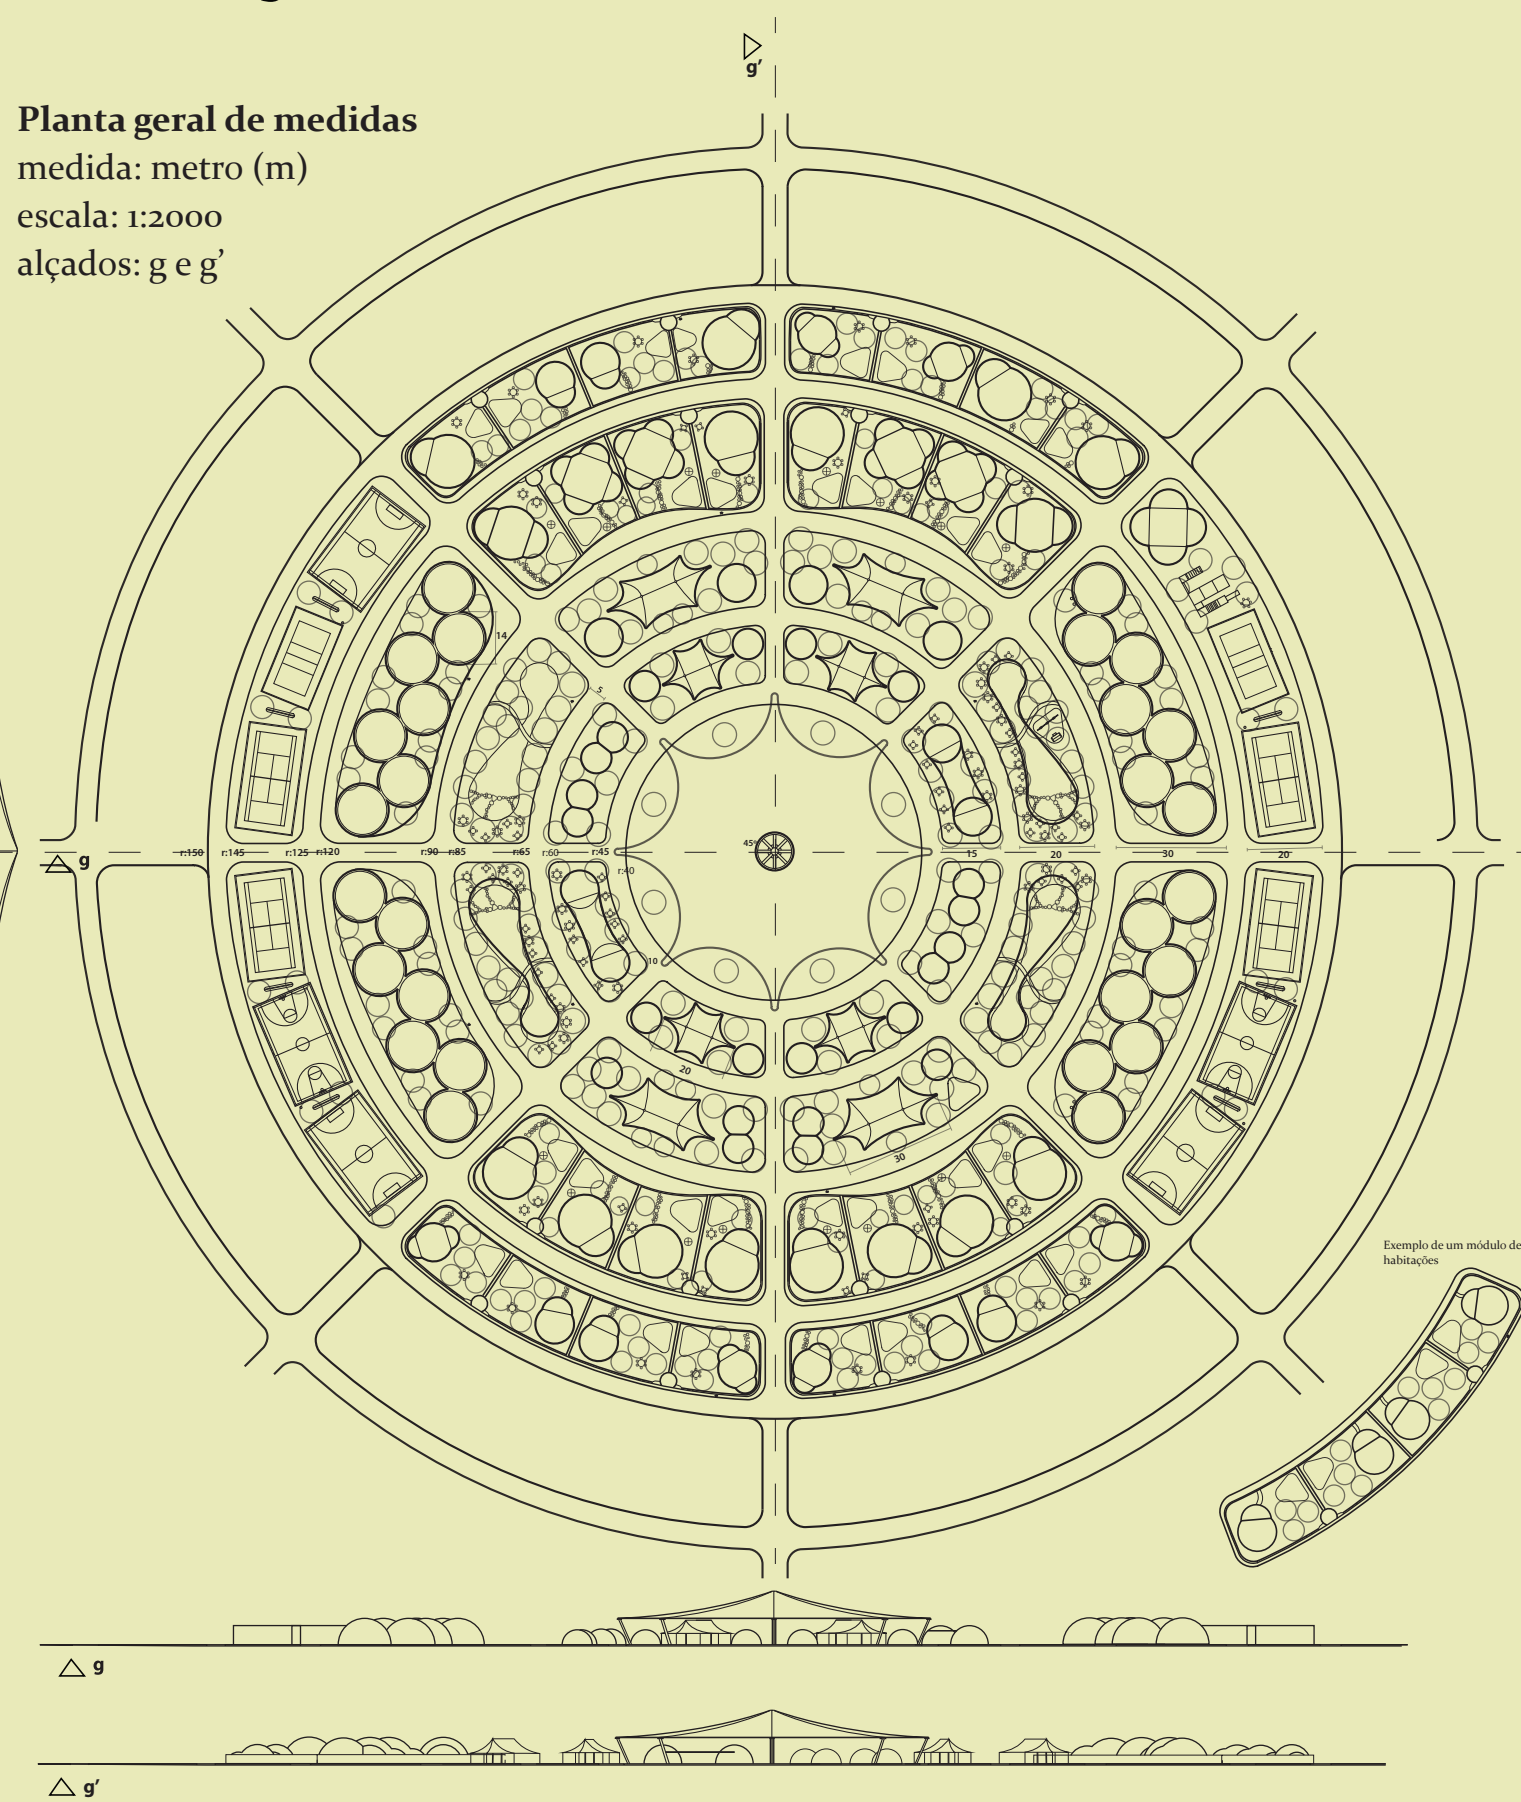 g’
Planta geral de medidas
medida: metro (m)
escala: 1:2000
alçados: g e g’
14
5
g
r:150
r:145
r:125
r:120
r:90
r:85
r:65
r:60
r:45
r:40
45º
15
20
30
20
10
20
30
Exemplo de um módulo de
habitações
g
g’